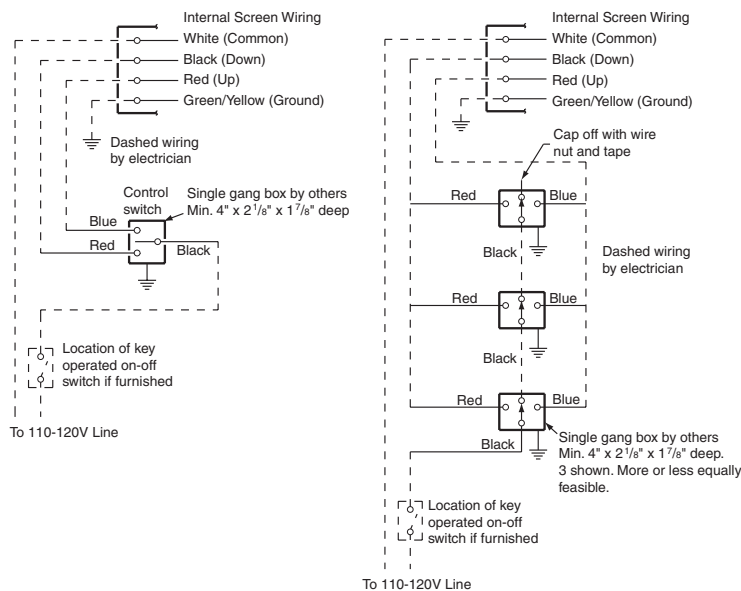 Internal Screen Wiring
White (Common)
Black (Down)
Red (Up)
Green/Yellow (Ground)
Dashed wiring
by electrician
Control
switch
Single gang box by others
Min. 4" x 2 1/8" x 1 7/8" deep
Blue
Red
Black
Location of key
operated on-off
switch if furnished
To 110-120V Line
Internal Screen Wiring
White (Common)
Black (Down)
Red (Up)
Green/Yellow (Ground)
Cap off with wire
nut and tape
Red
Blue
Black
Dashed wiring
by electrician
Red
Blue
Black
Red
Blue
Black
Single gang box by others
Min. 4" x 2 1/8" x 1 7/8" deep.
3 shown. More or less equally
feasible.
Location of key
operated on-off
switch if furnished
To 110-120V Line